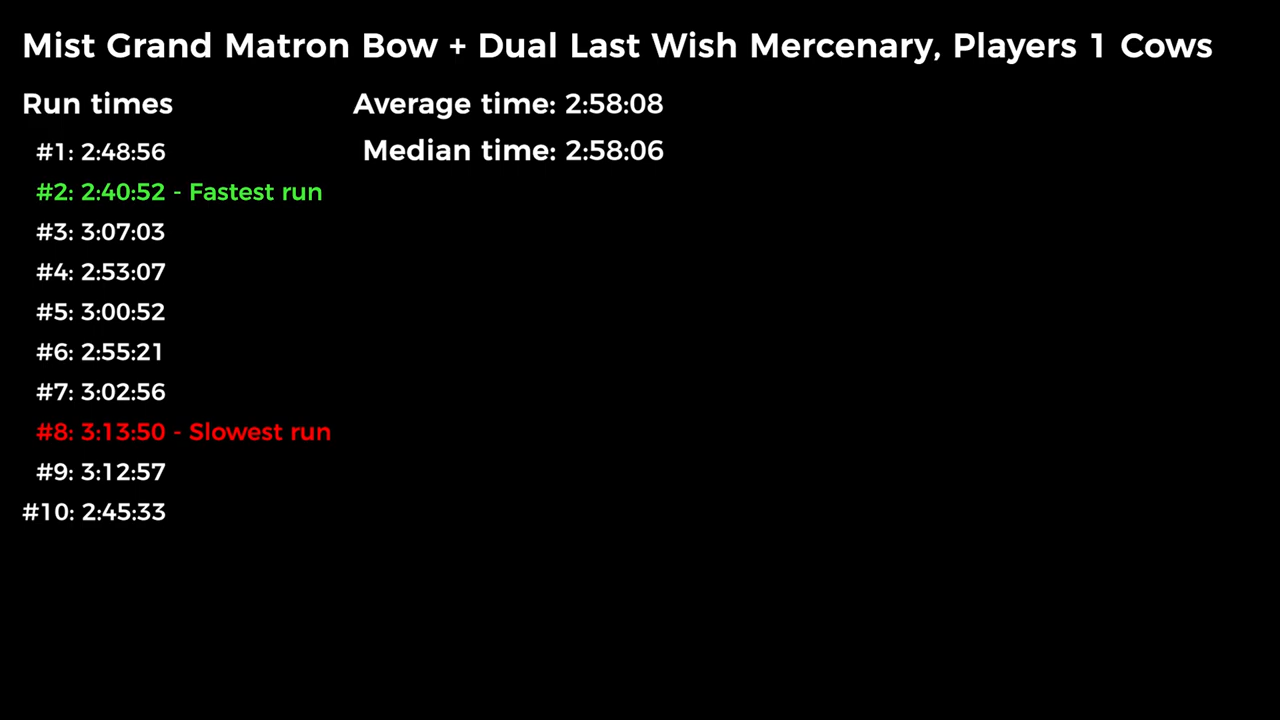 Mist Grand Matron Bow + Dual Last Wish Mercenary, Players 1 Cows
Run times
#1: 2:48:56
#2: 2:40:52 - Fastest run
#3: 3:07:03
#4: 2:53:07
#5: 3:00:52
#6: 2:55:21
#7: 3:02:56
#8: 3:13:50 - Slowest run
#9: 3:12:57
#10: 2:45:33
Average time: 2:58:08
Median time: 2:58:06